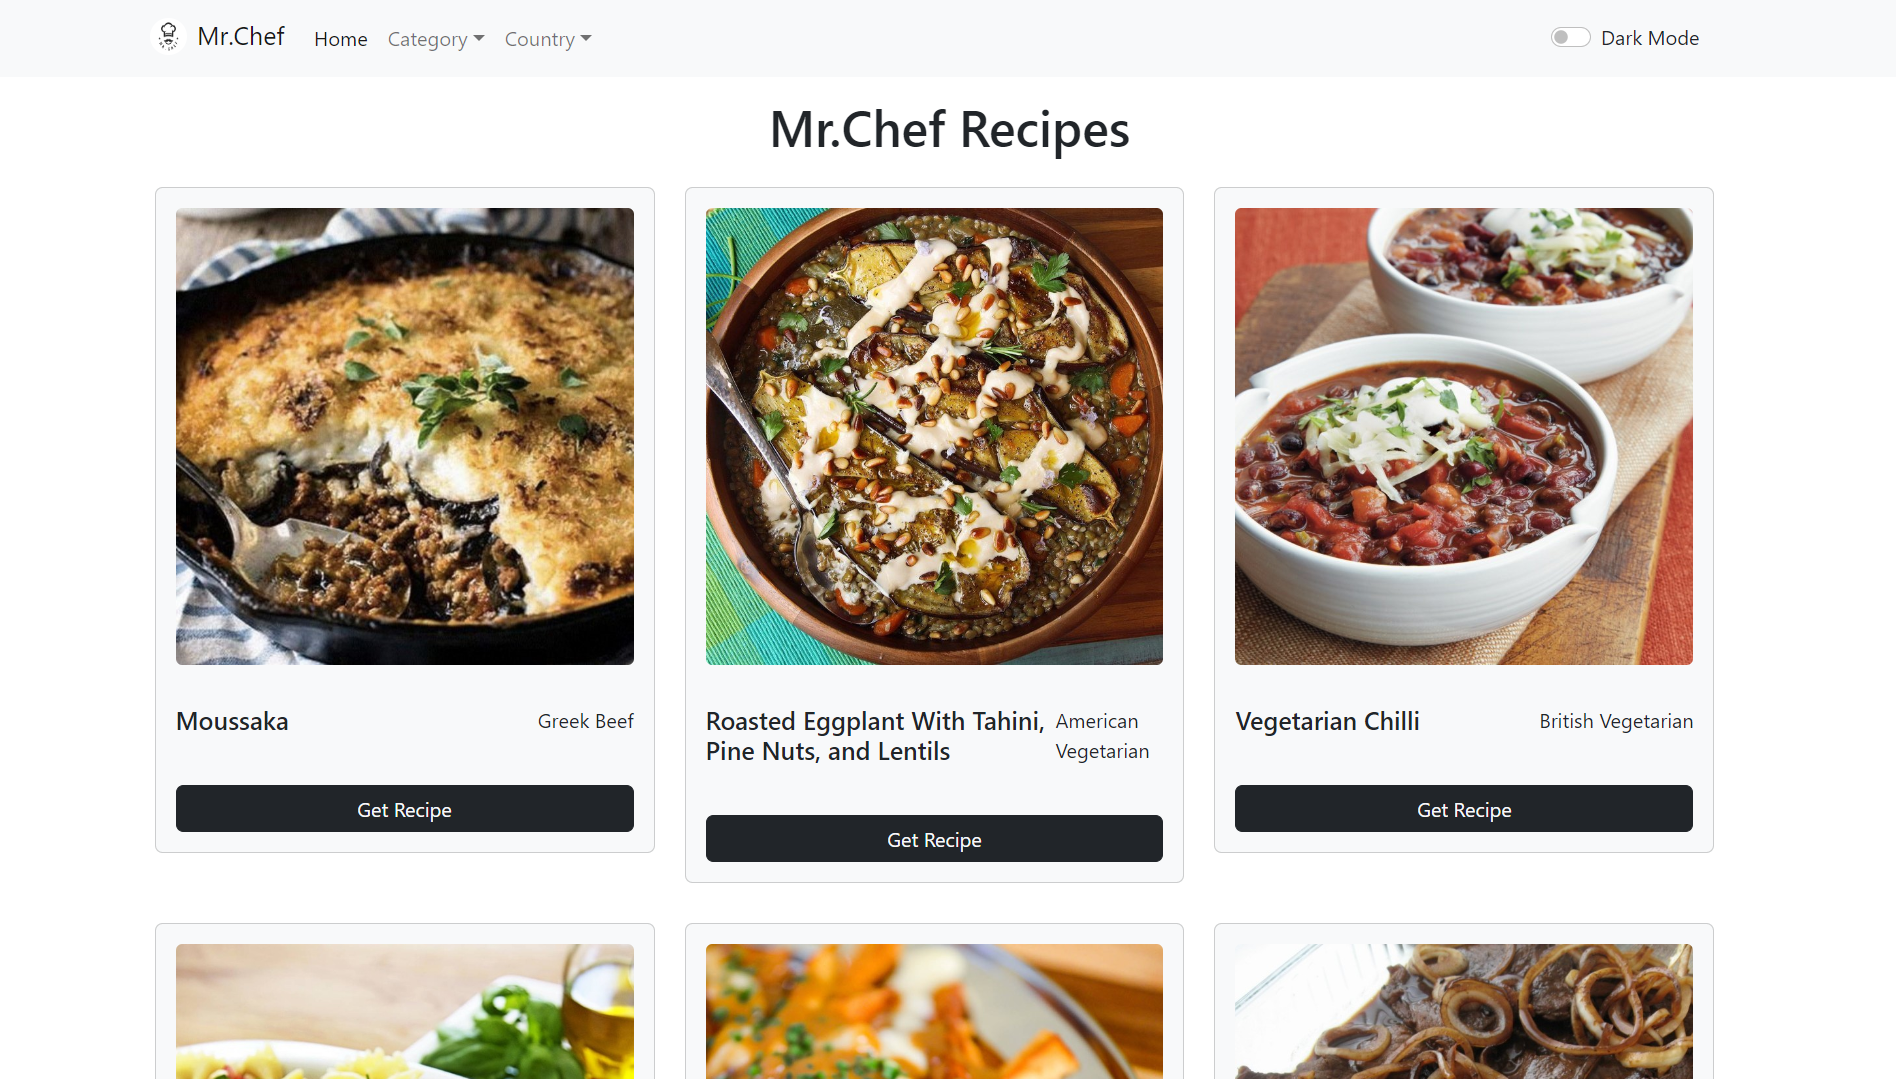 Mr.Chef Home Category Country Dark Mode
Mr.Chef Recipes
Moussaka Greek Beef
Roasted Eggplant With Tahini, American
Pine Nuts, and Lentils Vegetarian
Vegetarian Chilli British Vegetarian
Get Recipe
Get Recipe
Get Recipe